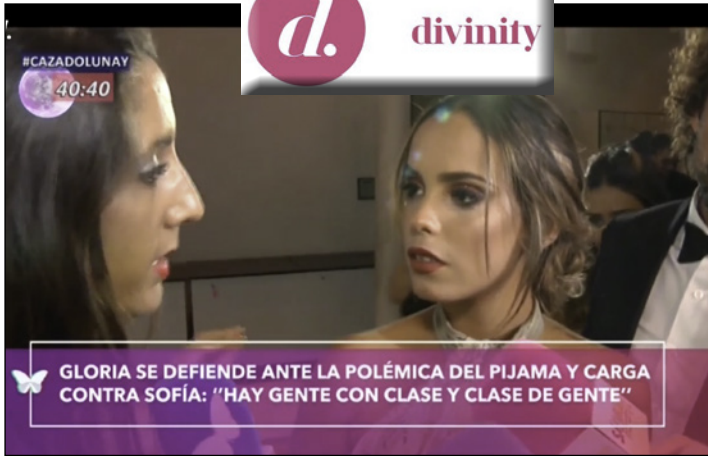 d.
divinity
#CAZADOLUNAY
40:40
GLORIA SE DEFIENDE ANTE LA POLÉMICA DEL PIJAMA Y CARGA
CONTRA SOFÍA: "HAY GENTE CON CLASE Y CLASE DE GENTE"